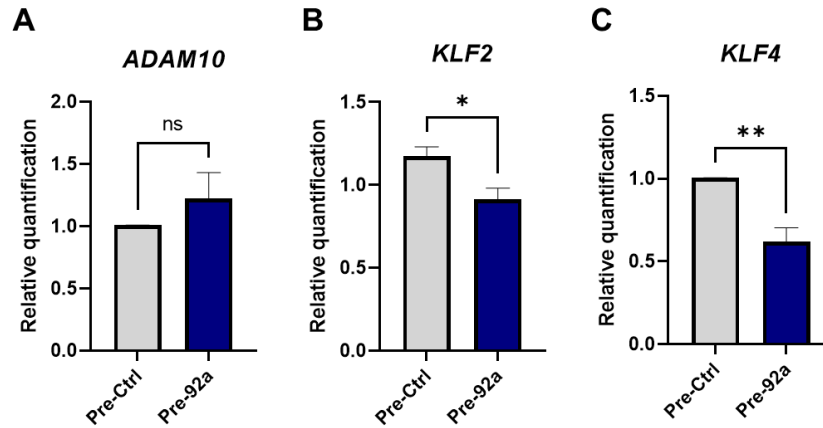 A
ADAM10
Relative quantification
2.0
1.5
1.0
0.5
0.0
ns
Pre-Ctrl
Pre-92a
B
KLF2
Relative quantification
1.5
1.0
0.5
0.0
*
Pre-Ctrl
Pre-92a
C
KLF4
Relative quantification
1.5
1.0
0.5
0.0
**
Pre-Ctrl
Pre-92a